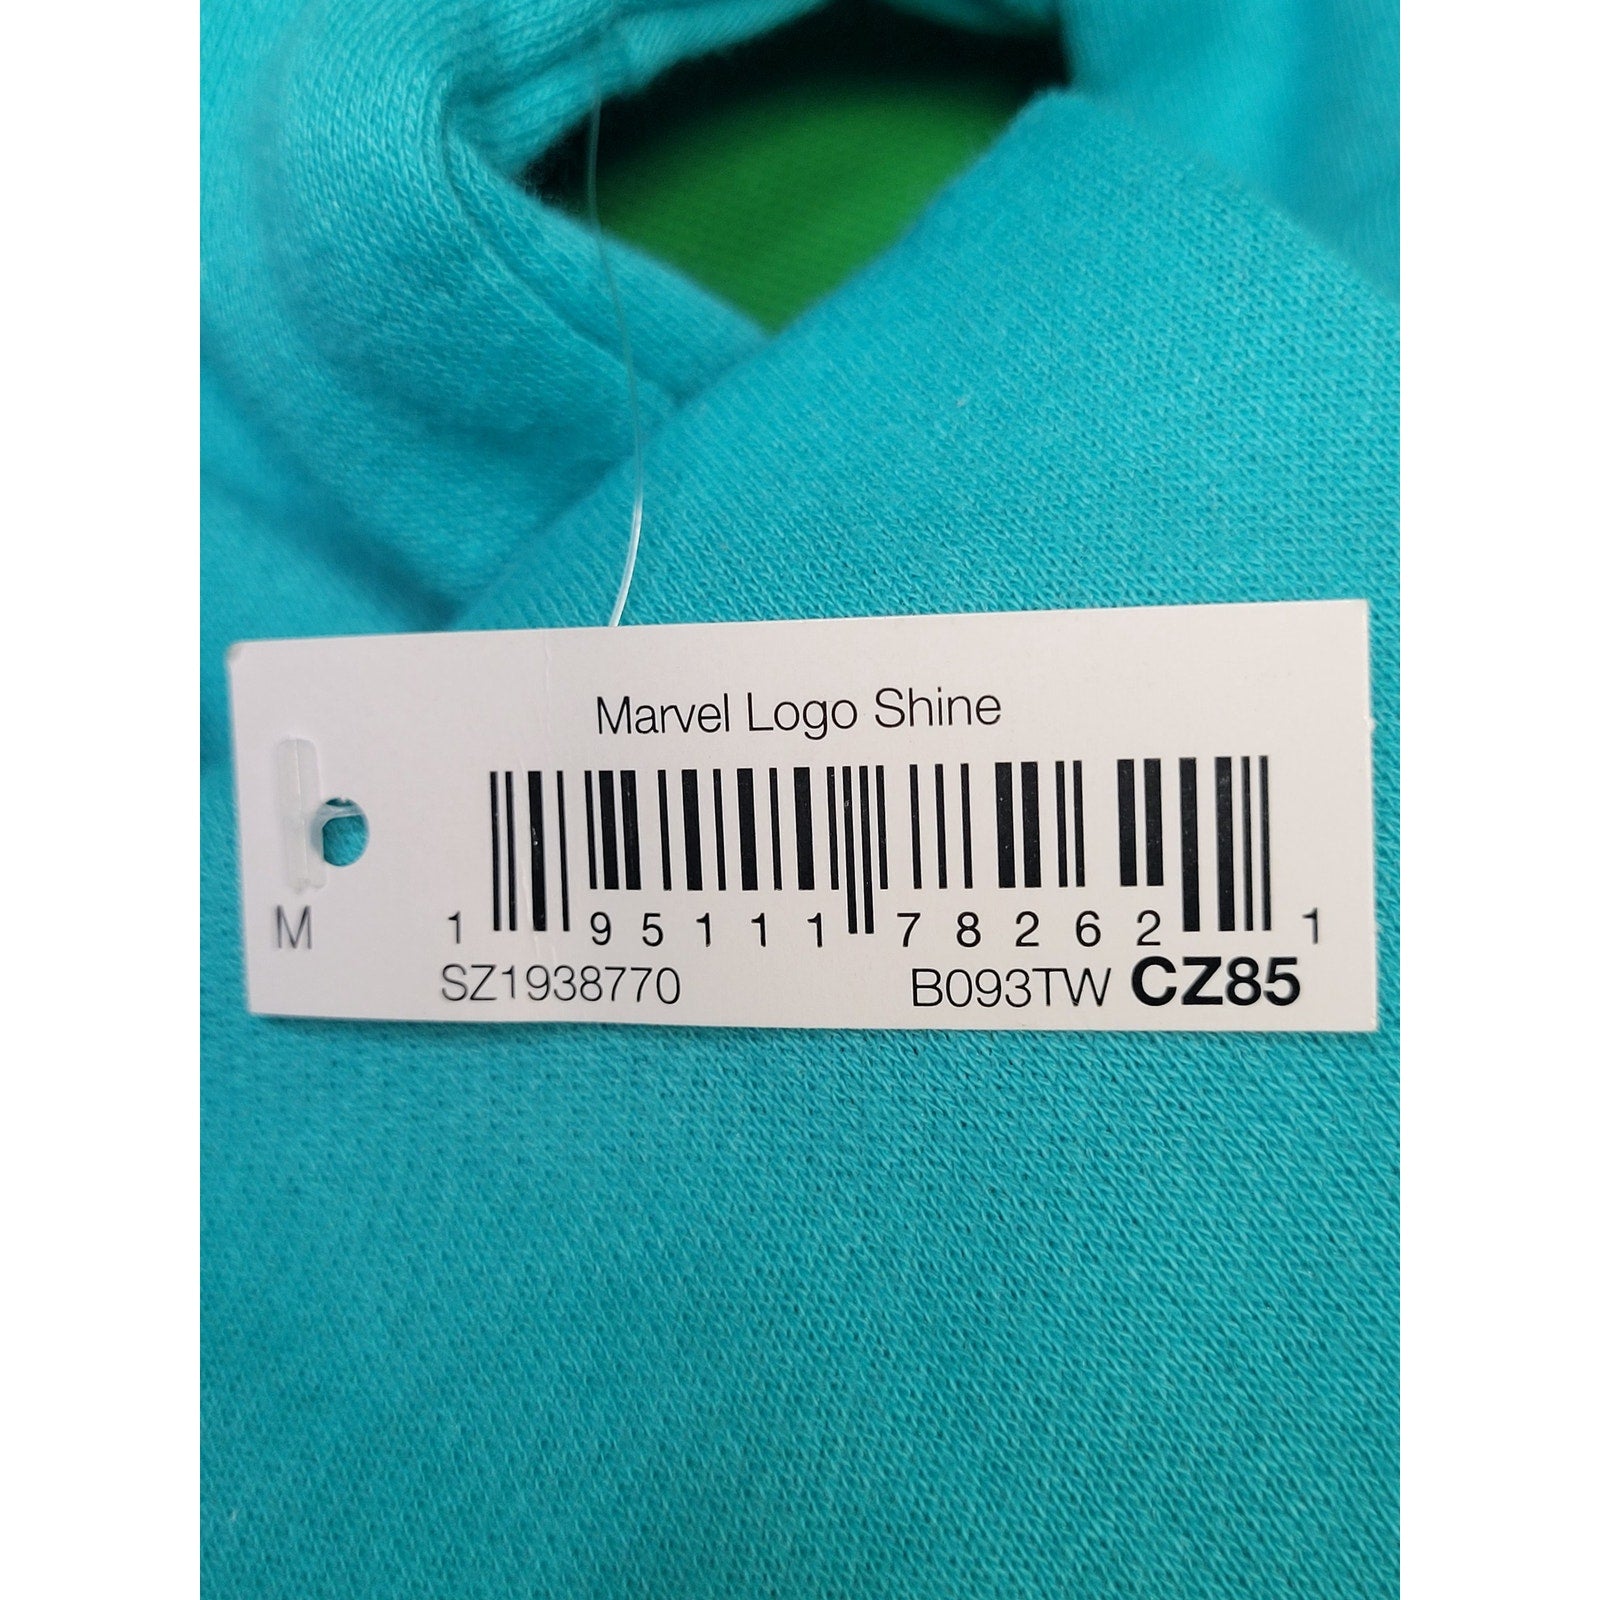 Marvel Logo Shine
M 1 95111 78262 1
SZ1938770 B093TW CZ85